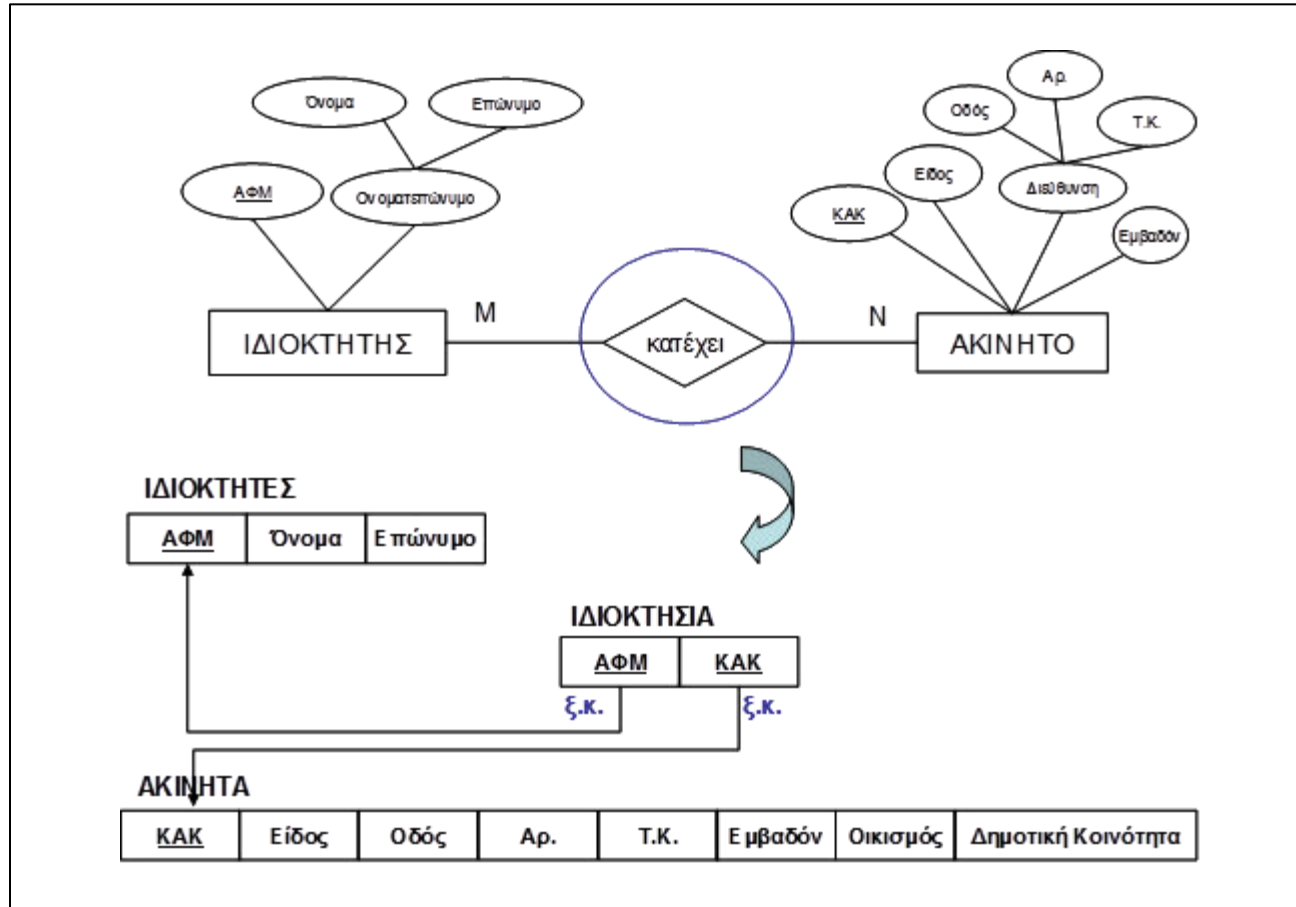 Αρ.
Όνομα Επώνυμο
Οδός Τ.Κ.
Είδος
ΑΦΜ Ονοματεπώνυμο Διεύθυνση
ΚΑΚ
Εμβαδόν
Μ Ν
ΙΔΙΟΚΤΗΤΗΣ κατέχει ΑΚΙΝΗΤΟ
ΙΔΙΟΚΤΗΤΕΣ
ΑΦΜ Όνομα Επώνυμο
ΙΔΙΟΚΤΗΣΙΑ
ΑΦΜ ΚΑΚ
ξ.κ. ξ.κ.
ΑΚΙΝΗΤΑ
ΚΑΚ Είδος Οδός Αρ. Τ.Κ. Εμβαδόν Οικισμός Δημοτική Κοινότητα